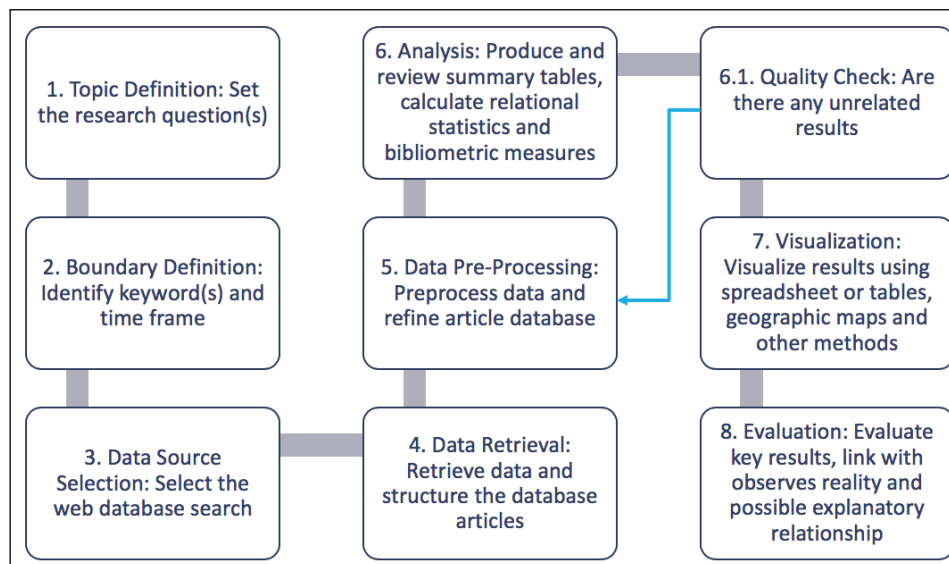 1. Topic Definition: Set
the research question(s)
2. Boundary Definition:
Identify keyword(s) and
time frame
3. Data Source
Selection: Select the
web database search
4. Data Retrieval:
Retrieve data and
structure the database
articles
5. Data Pre-Processing:
Preprocess data and
refine article database
6. Analysis: Produce and
review summary tables,
calculate relational
statistics and
bibliometric measures
6.1. Quality Check: Are
there any unrelated
results
7. Visualization:
Visualize results using
spreadsheet or tables,
geographic maps and
other methods
8. Evaluation: Evaluate
key results, link with
observes reality and
possible explanatory
relationship